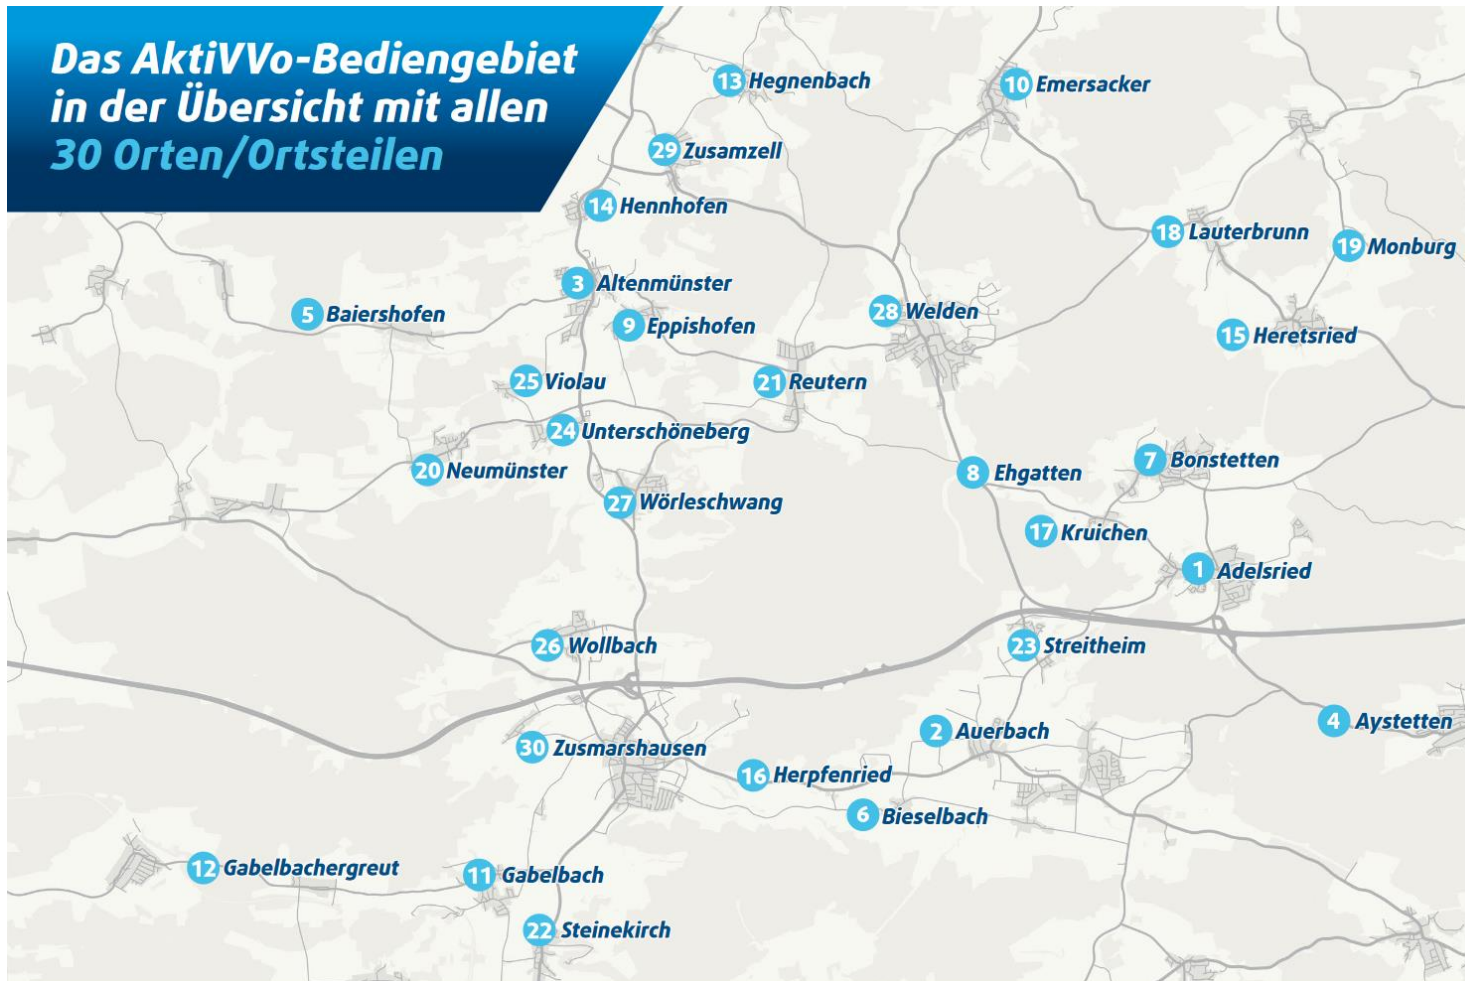 Das AktiVVo-Bediengebiet
in der Übersicht mit allen
30 Orten/Ortsteilen
13 Hegnenbach
10 Emersacker
29 Zusamzell
14 Hennhofen
18 Lauterbrunn
19 Monburg
3 Altenmünster
5 Baiershofen
9 Eppishofen
28 Welden
15 Heretsried
25 Violau
21 Reutern
24 Unterschöneberg
20 Neumünster
8 Ehgatten
7 Bonstetten
27 Wörleschwang
17 Kruichen
1 Adelsried
26 Wollbach
23 Streitheim
4 Aystetten
2 Auerbach
30 Zusmarshausen
16 Herpfenried
6 Bieselbach
12 Gabelbachergreut
11 Gabelbach
22 Steinekirch